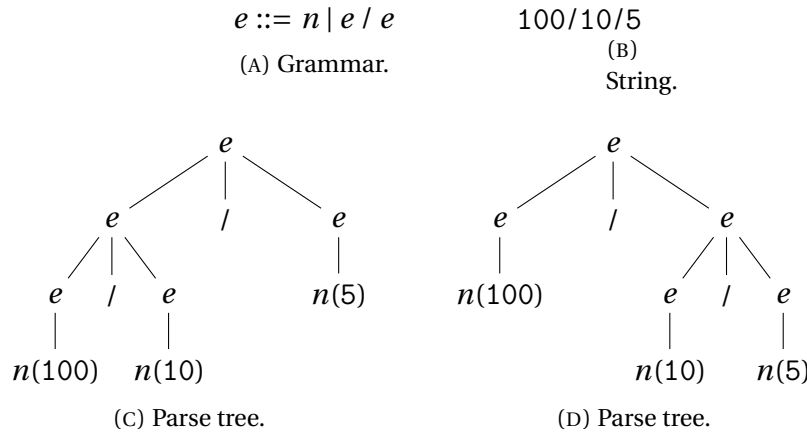 e ::= n | e / e
100/10/5
(A) Grammar.
(B)
String.
e
e / e
e / e n(5)
n(100) n(10)
(C) Parse tree.
e
e / e
n(100) e / e
n(10) n(5)
(D) Parse tree.